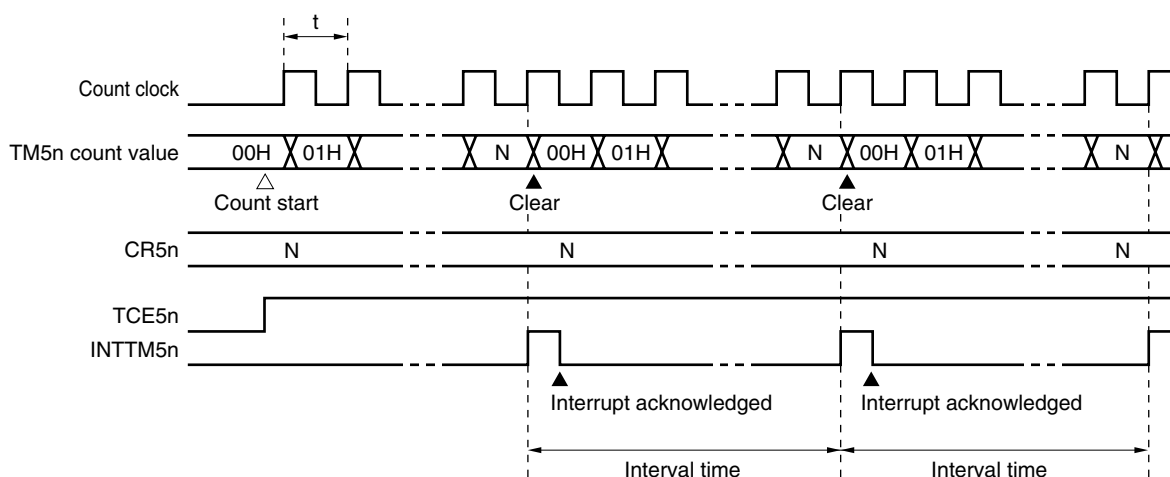 t
Count clock
TM5n count value 00H 01H N 00H 01H N 00H 01H N
Count start Clear Clear
CR5n N N N N
TCE5n
INTTM5n
Interrupt acknowledged Interrupt acknowledged
Interval time Interval time